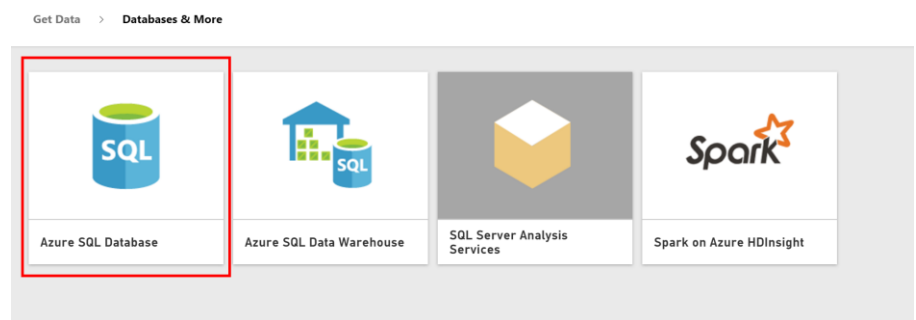 Get Data > Databases & More
SQL
SQL
Spark
Azure SQL Database
Azure SQL Data Warehouse
SQL Server Analysis
Services
Spark on Azure HDInsight